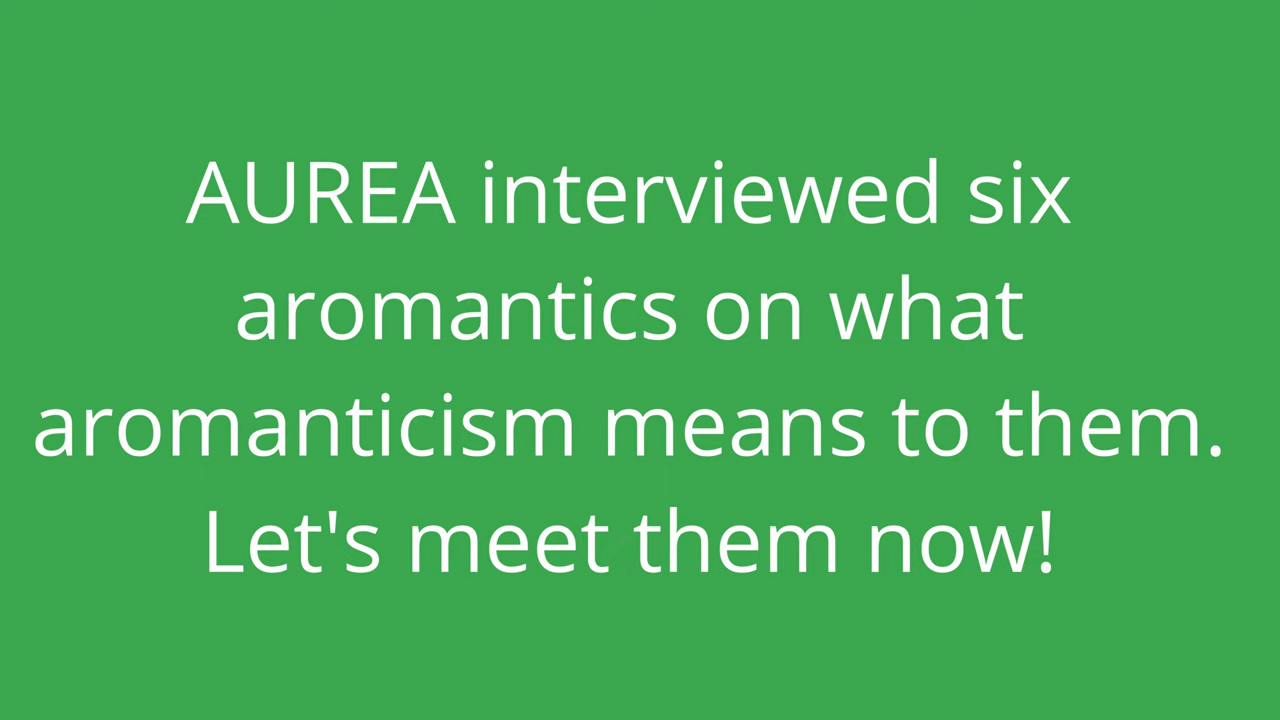 AUREA interviewed six
aromantics on what
aromanticism means to them.
Let's meet them now!